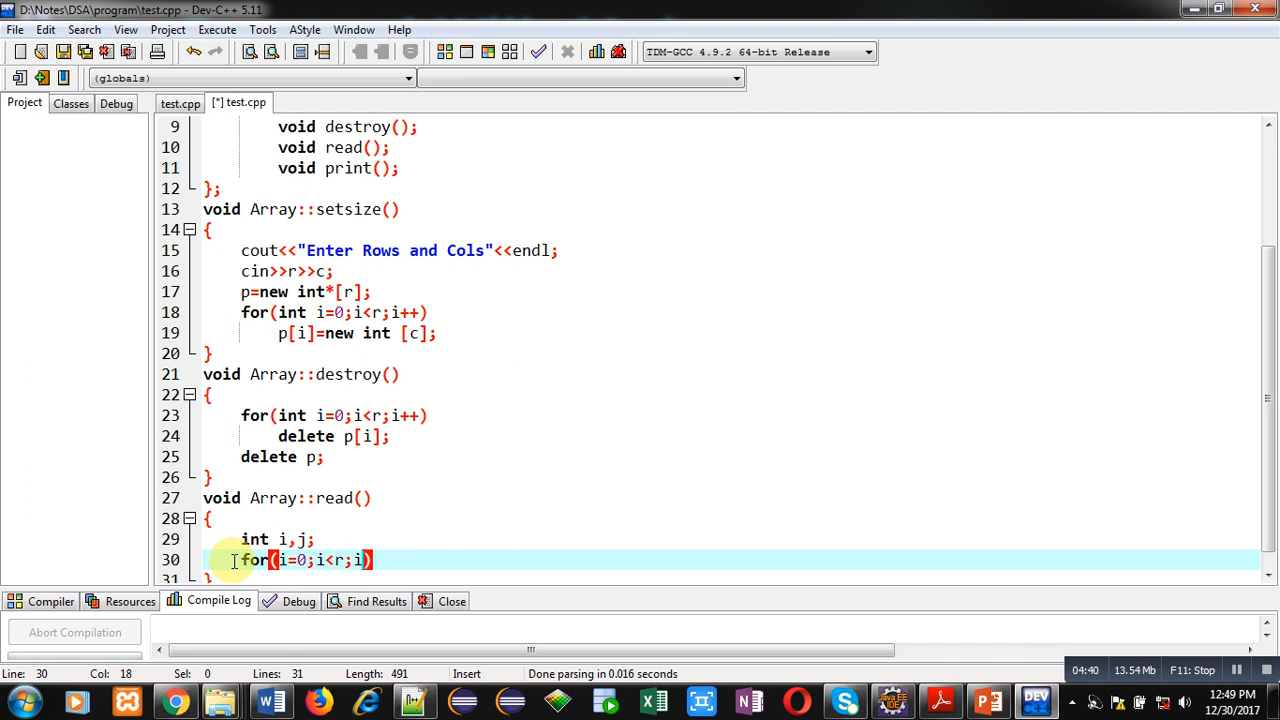 D:\Notes\DSA\program\test.cpp - Dev-C++ 5.11
File Edit Search View Project Execute Tools AStyle Window Help
TDM-GCC 4.9.2 64-bit Release
(globals)
Project Classes Debug test.cpp [*] test.cpp
9 void destroy();
10 void read();
11 void print();
12 };
13 void Array::setsize()
14 {
15 cout<<"Enter Rows and Cols"<<endl;
16 cin>>r>>c;
17 p=new int*[r];
18 for(int i=0;i<r;i++)
19 p[i]=new int [c];
20 }
21 void Array::destroy()
22 {
23 for(int i=0;i<r;i++)
24 delete p[i];
25 delete p;
26 }
27 void Array::read()
28 {
29 int i,j;
30 for(i=0;i<r;i)
31 }
Compiler Resources Compile Log Debug Find Results Close
Abort Compilation
Line: 30 Col: 18 Sel: 0 Lines: 31 Length: 491 Insert Done parsing in 0.016 seconds
04:40 13.54 Mb F11: Stop
12:49 PM
12/30/2017